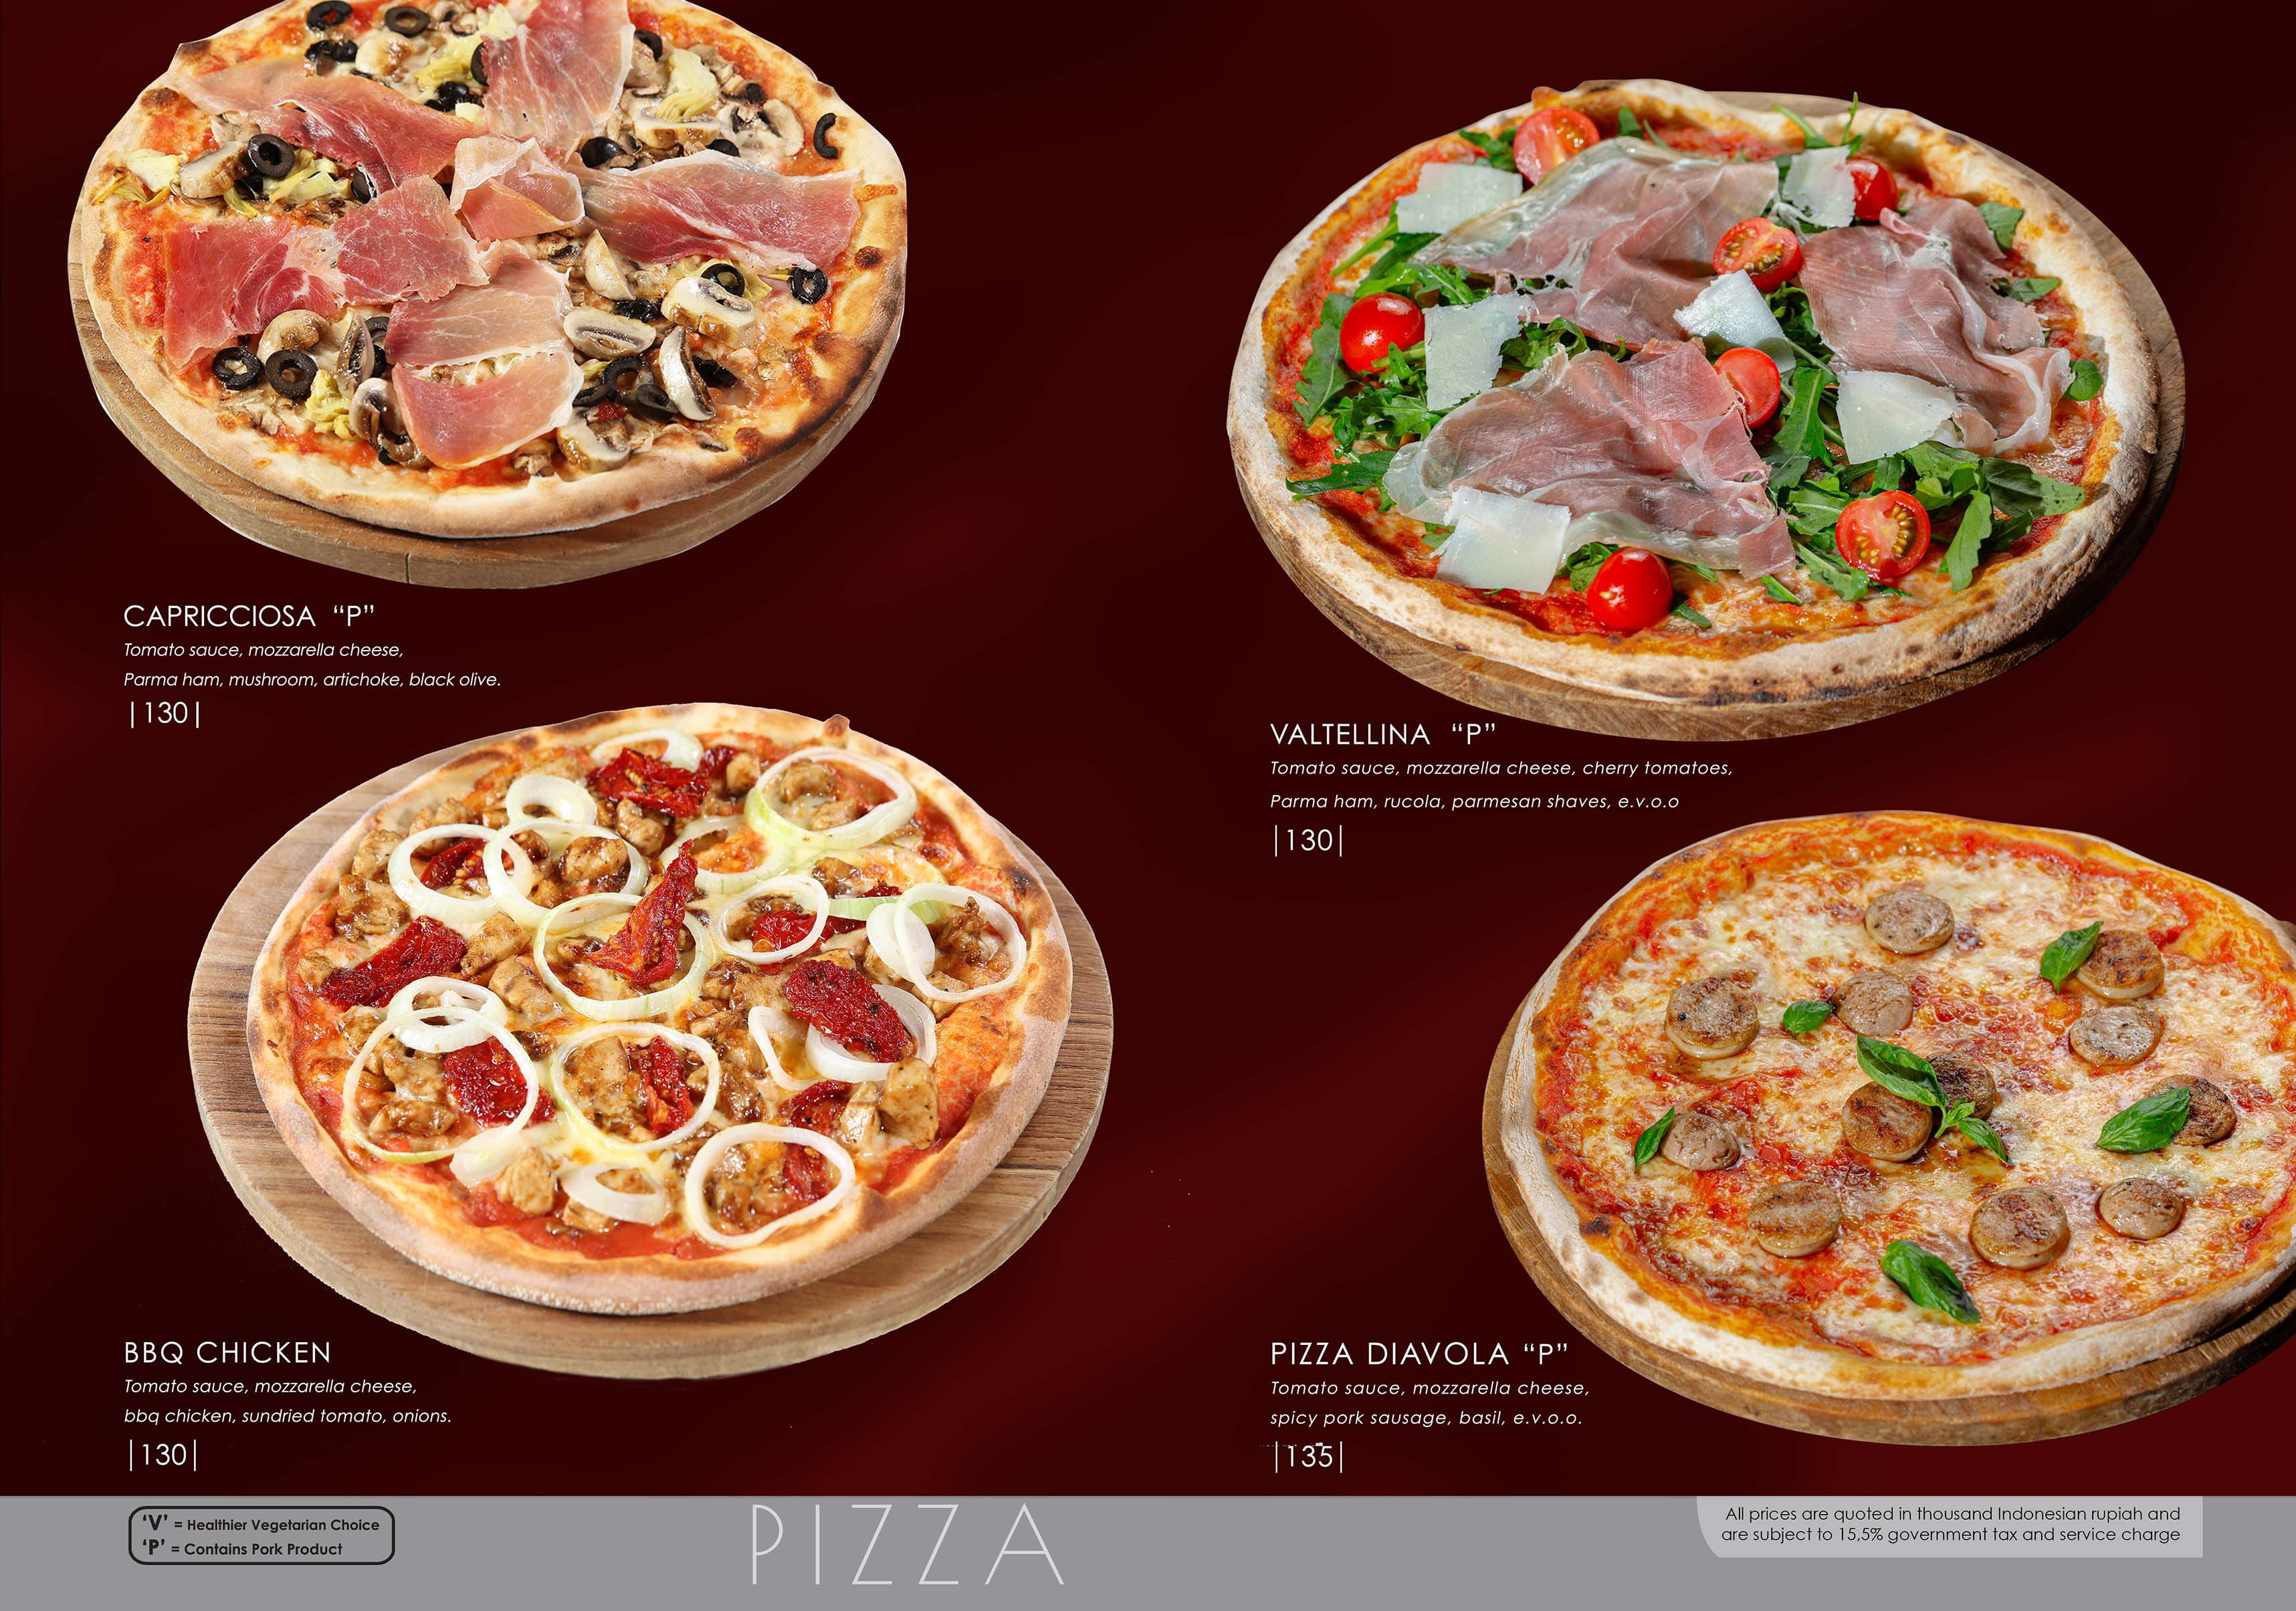 CAPRICCIOSA “P”
Tomato sauce, mozzarella cheese,
Parma ham, mushroom, artichoke, black olive.
|130|
VALTELLINA “P”
Tomato sauce, mozzarella cheese, cherry tomatoes,
Parma ham, rucola, parmesan shaves, e.v.o.o
|130|
BBQ CHICKEN
Tomato sauce, mozzarella cheese,
bbq chicken, sundried tomato, onions.
|130|
PIZZA DIAVOLA “P”
Tomato sauce, mozzarella cheese,
spicy pork sausage, basil, e.v.o.o.
|135|
‘V’ = Healthier Vegetarian Choice
‘P’ = Contains Pork Product
PIZZA
All prices are quoted in thousand Indonesian rupiah and
are subject to 15,5% government tax and service charge